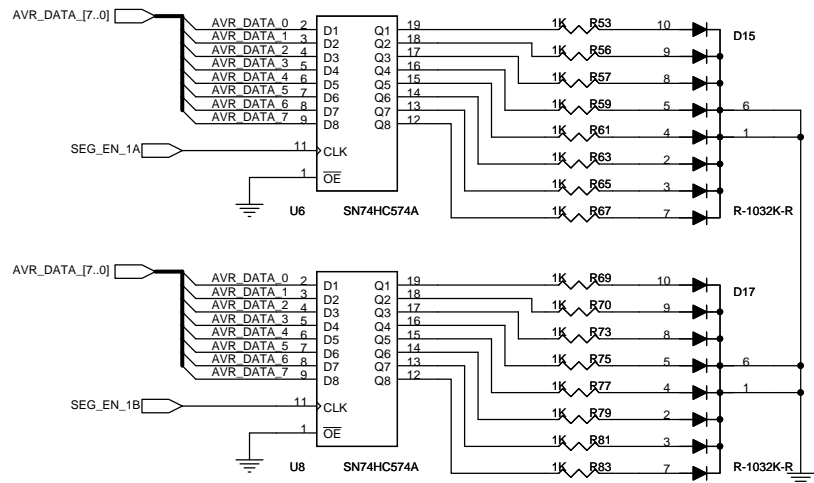 AVR_DATA_[7..0]
AVR_DATA_0 2 D1 Q1 19 1K R53 10 D15
AVR_DATA_1 3 D2 Q2 18 1K R56 9
AVR_DATA_2 4 D3 Q3 17 1K R57 8
AVR_DATA_3 5 D4 Q4 16 1K R59 5 6
AVR_DATA_4 6 D5 Q5 15 1K R61 4 1
AVR_DATA_5 7 D6 Q6 14 1K R63 2
AVR_DATA_6 8 D7 Q7 13 1K R65 3
AVR_DATA_7 9 D8 Q8 12 1K R67 7 R-1032K-R
SEG_EN_1A 11 CLK
1 OE
U6 SN74HC574A
AVR_DATA_[7..0]
AVR_DATA_0 2 D1 Q1 19 1K R69 10 D17
AVR_DATA_1 3 D2 Q2 18 1K R70 9
AVR_DATA_2 4 D3 Q3 17 1K R73 8
AVR_DATA_3 5 D4 Q4 16 1K R75 5 6
AVR_DATA_4 6 D5 Q5 15 1K R77 4 1
AVR_DATA_5 7 D6 Q6 14 1K R79 2
AVR_DATA_6 8 D7 Q7 13 1K R81 3
AVR_DATA_7 9 D8 Q8 12 1K R83 7 R-1032K-R
SEG_EN_1B 11 CLK
1 OE
U8 SN74HC574A